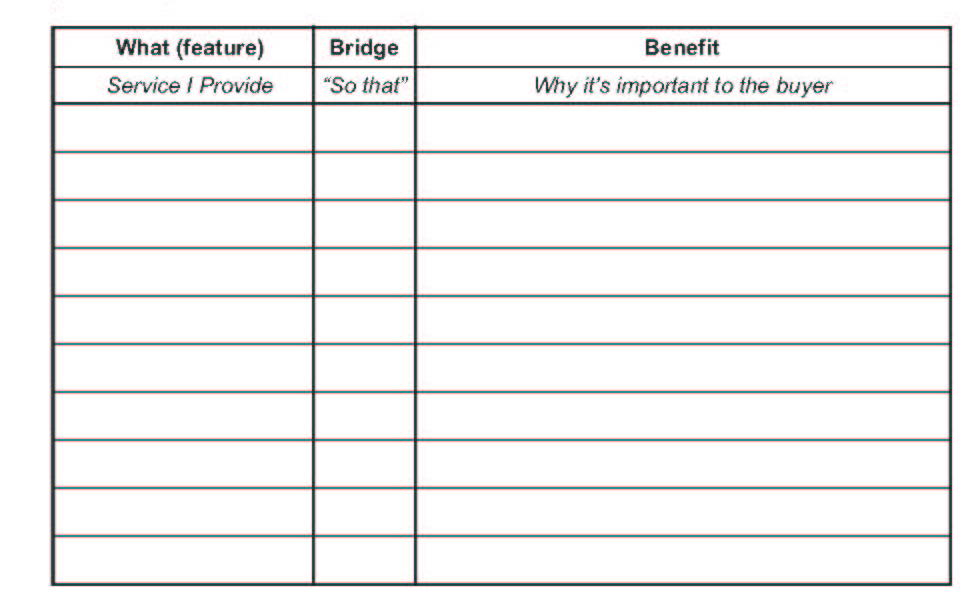 What (feature) Bridge Benefit
Service I Provide “So that” Why it’s important to the buyer